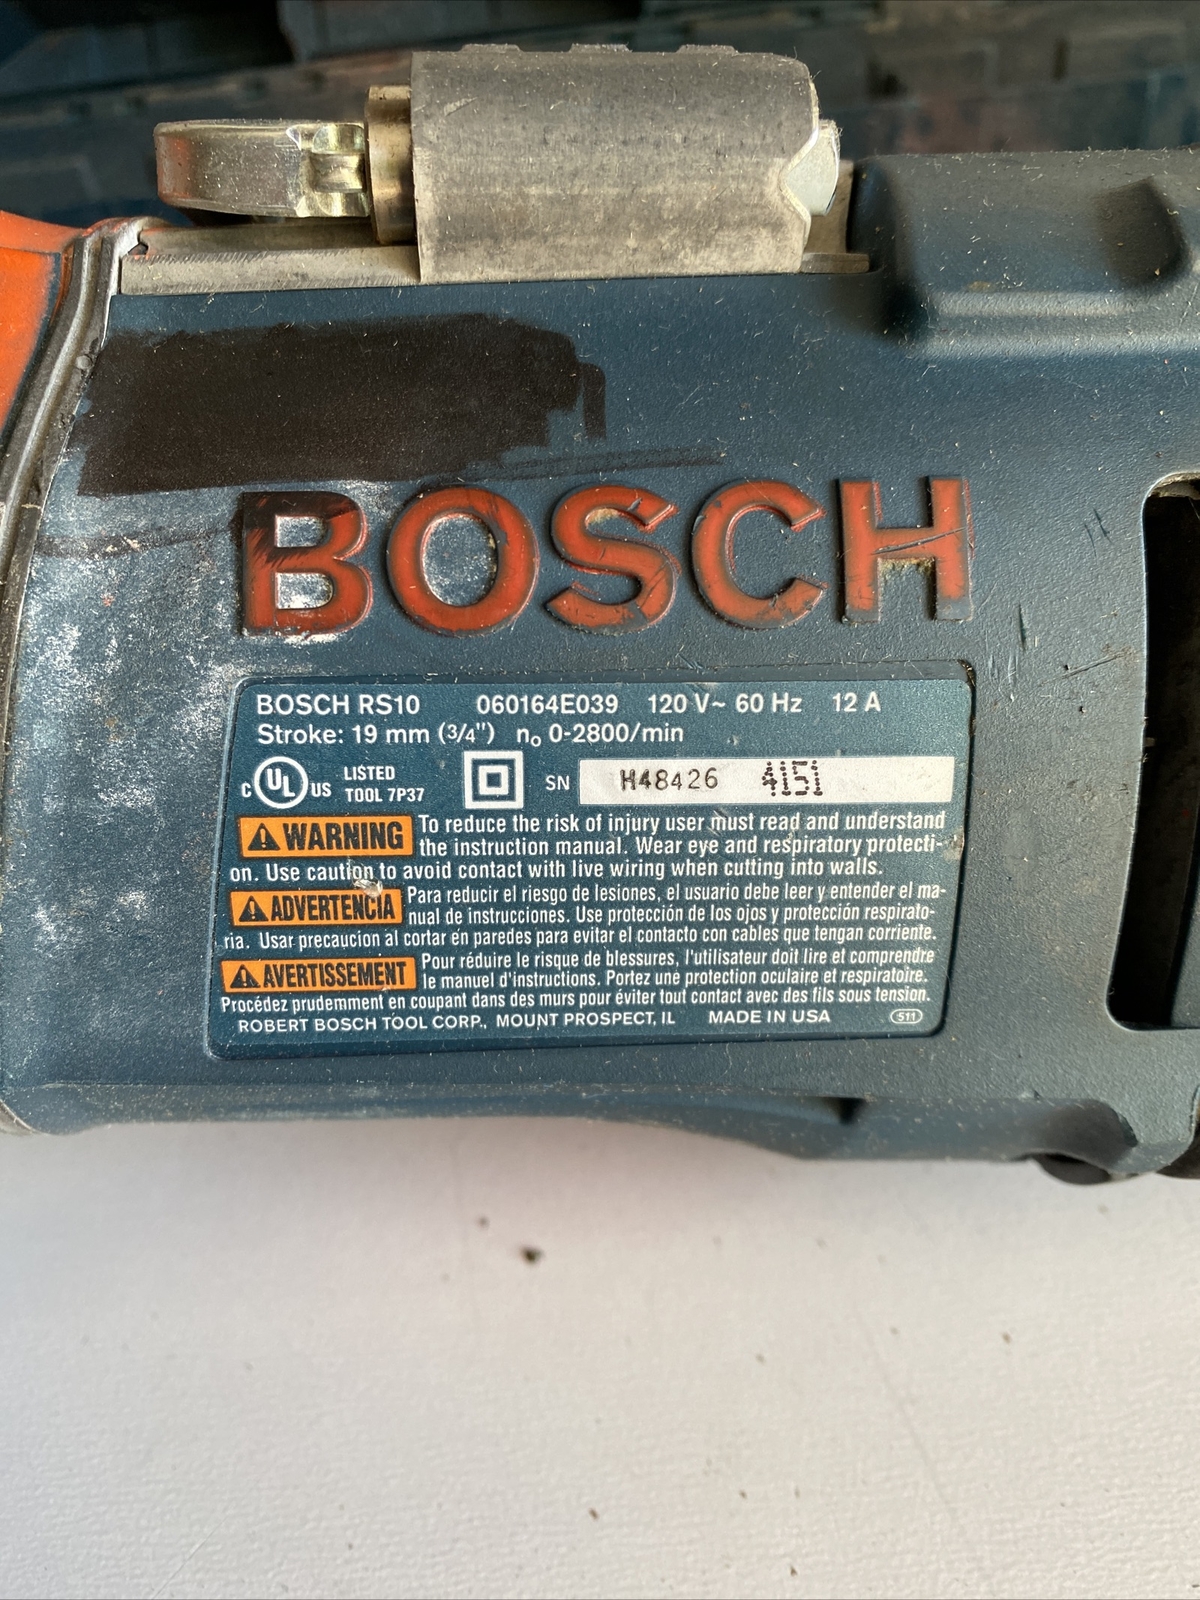 BOSCH
BOSCH RS10 060164E039 120 V~ 60 Hz 12 A
Stroke: 19 mm (3/4") n₀ 0-2800/min
C UL US LISTED TOOL 7P37 SN H48426 4151
WARNING To reduce the risk of injury user must read and understand
the instruction manual. Wear eye and respiratory protecti-
on. Use caution to avoid contact with live wiring when cutting into walls.
ADVERTENCIA Para reducir el riesgo de lesiones, el usuario debe leer y entender el ma-
nual de instrucciones. Use protección de los ojos y protección respirato-
ria. Usar precaucion al cortar en paredes para evitar el contacto con cables que tengan corriente.
AVERTISSEMENT Pour réduire le risque de blessures, l'utilisateur doit lire et comprendre
le manuel d'instructions. Portez une protection oculaire et respiratoire.
Procédez prudemment en coupant dans des murs pour éviter tout contact avec des fils sous tension.
ROBERT BOSCH TOOL CORP., MOUNT PROSPECT, IL MADE IN USA 511